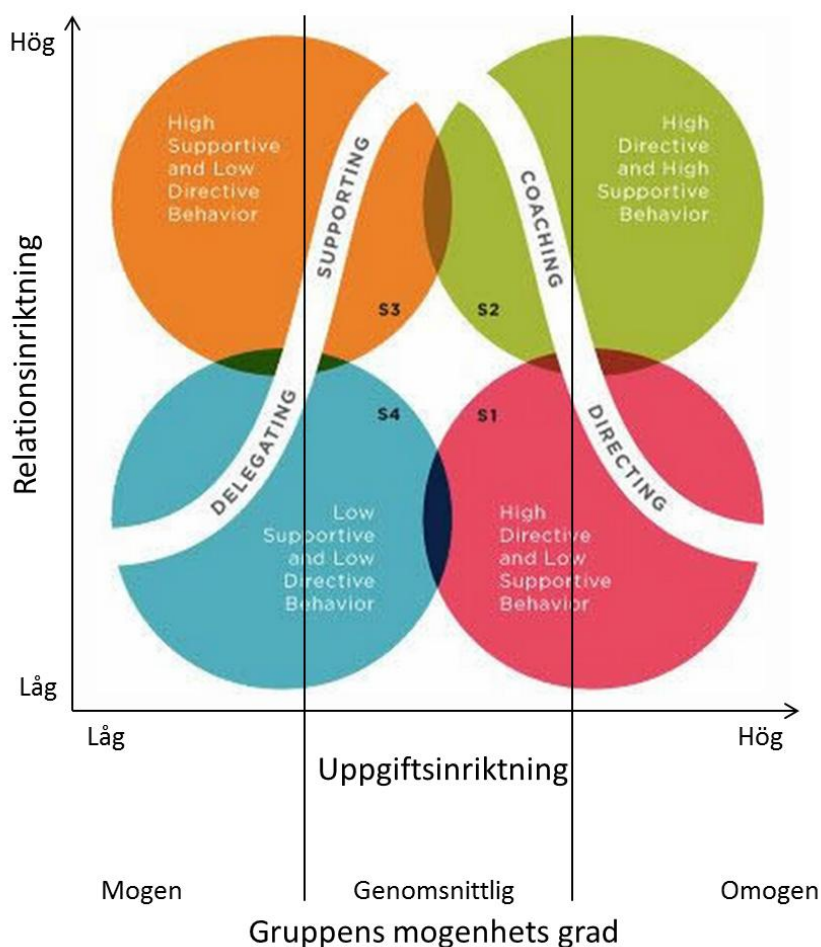 Hög
High
Supportive
and Low
Directive
Behavior
SUPPORTING
S3
High
Directive
and High
Supportive
Behavior
COACHING
S2
Relationsinriktning
DELEGATING
S4
Low
Supportive
and Low
Directive
Behavior
S1
DIRECTING
High
Directive
and Low
Supportive
Behavior
Låg
Låg
Hög
Uppgiftsinriktning
Mogen
Genomsnittlig
Omogen
Gruppens mogenhets grad